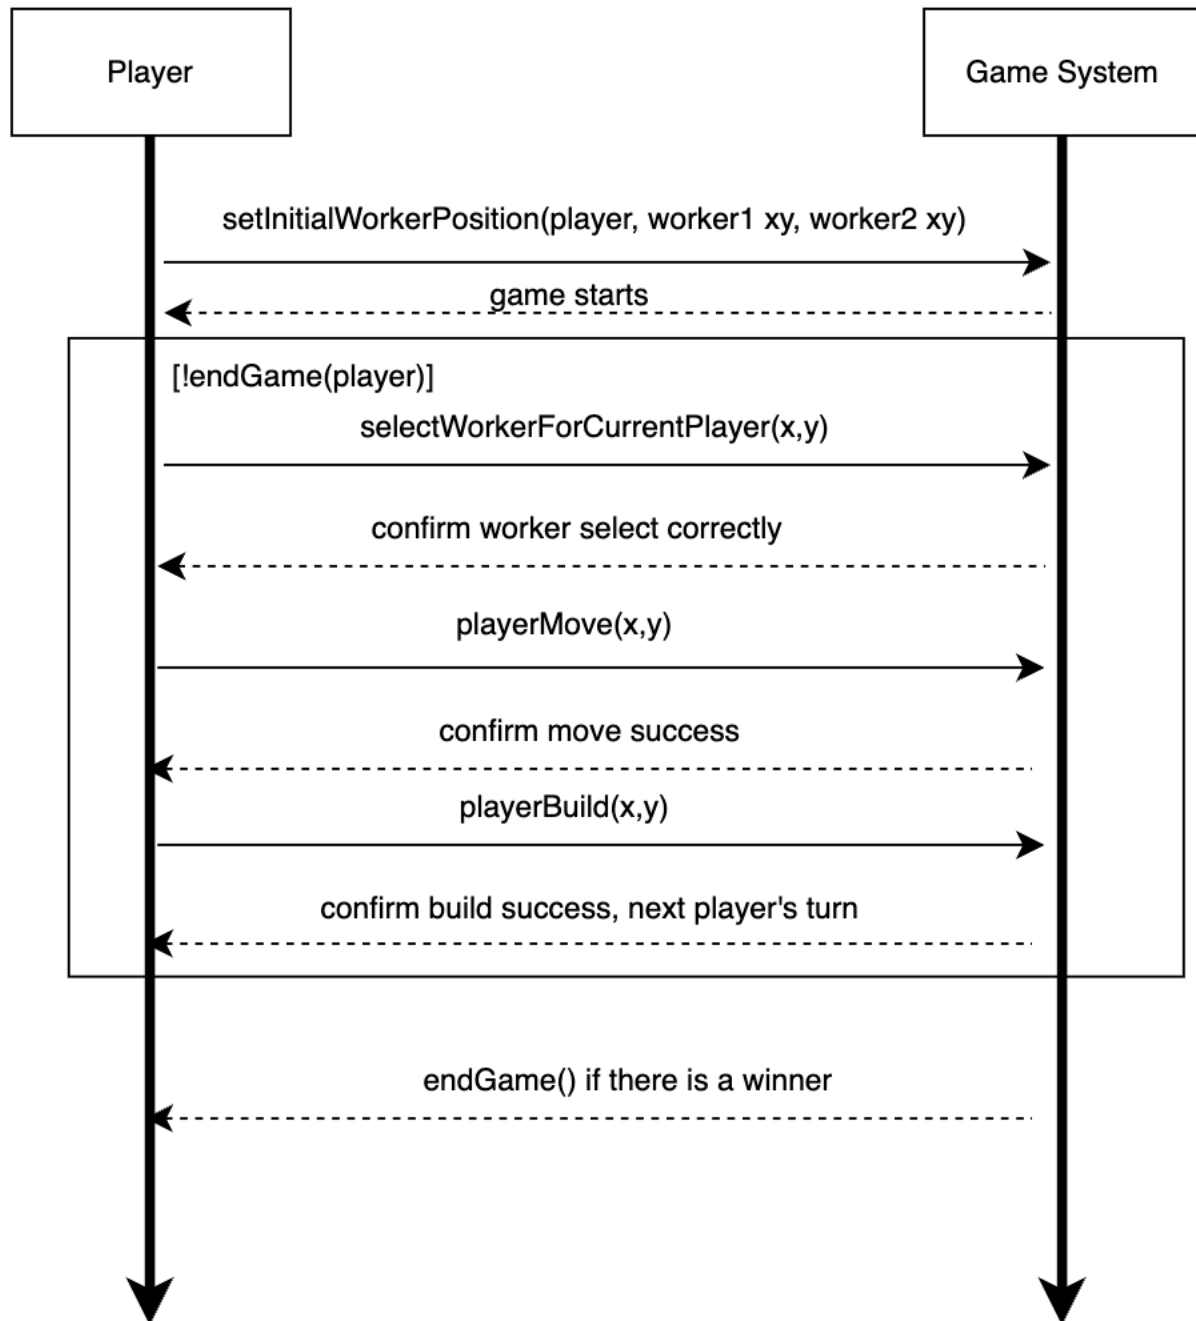 Player
Game System
setInitialWorkerPosition(player, worker1 xy, worker2 xy)
game starts
[!endGame(player)]
selectWorkerForCurrentPlayer(x,y)
confirm worker select correctly
playerMove(x,y)
confirm move success
playerBuild(x,y)
confirm build success, next player's turn
endGame() if there is a winner